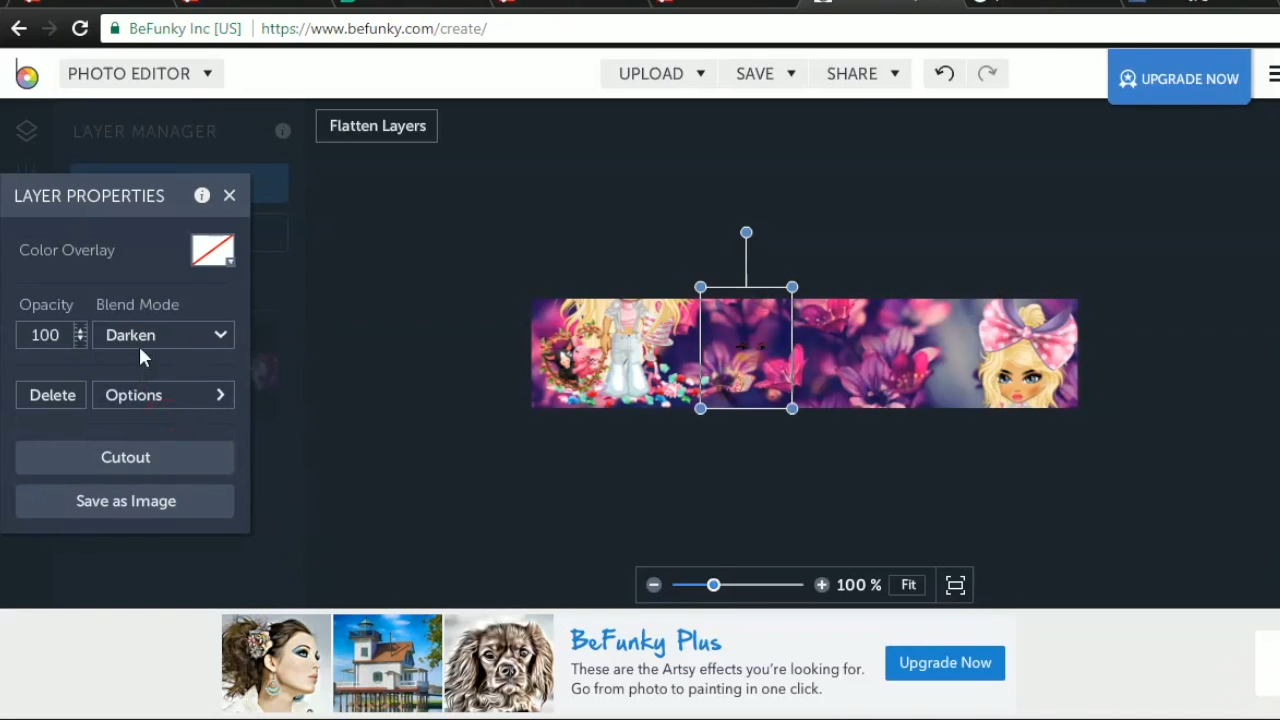 BeFunky Inc [US] https://www.befunky.com/create/
PHOTO EDITOR UPLOAD SAVE SHARE UPGRADE NOW
LAYER MANAGER i
Flatten Layers
LAYER PROPERTIES i
Color Overlay
Opacity Blend Mode
100 Darken
Delete Options
Cutout
Save as Image
100 % Fit
BeFunky Plus
These are the Artsy effects you're looking for.
Go from photo to painting in one click.
Upgrade Now